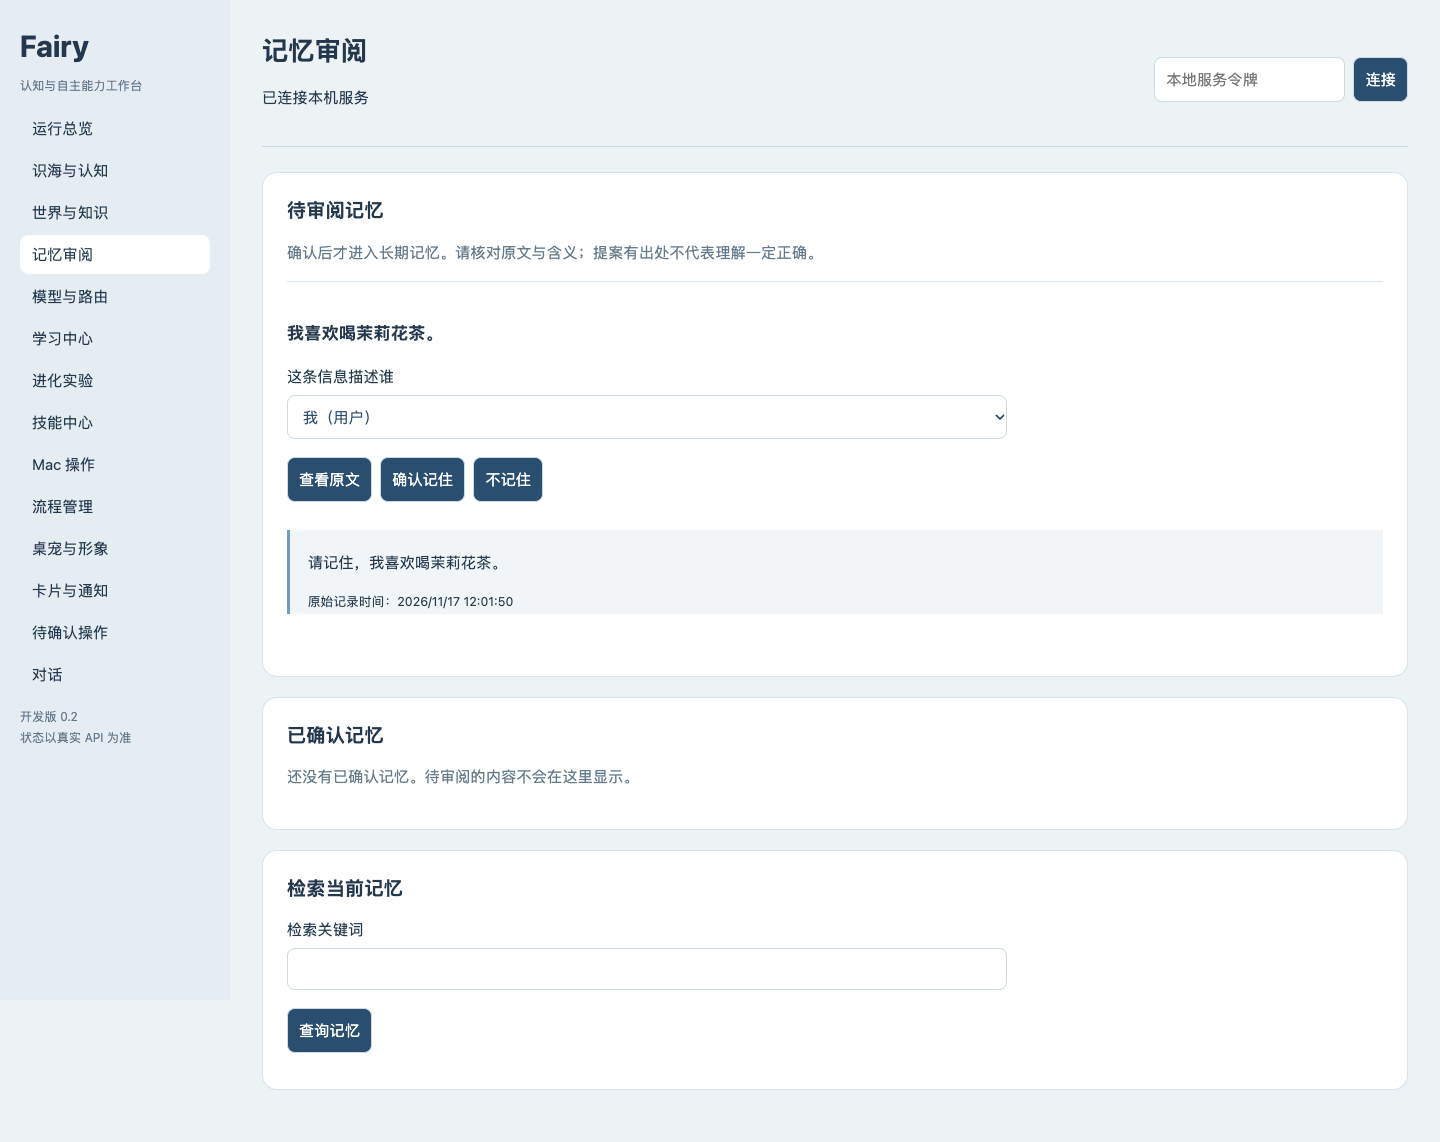 Fairy
认知与自主能力工作台
运行总览
识海与认知
世界与知识
记忆审阅
模型与路由
学习中心
进化实验
技能中心
Mac 操作
流程管理
桌宠与形象
卡片与通知
待确认操作
对话
开发版 0.2
状态以真实 API 为准
记忆审阅
已连接本机服务
本地服务令牌
连接
待审阅记忆
确认后才进入长期记忆。请核对原文与含义；提案有出处不代表理解一定正确。
我喜欢喝茉莉花茶。
这条信息描述谁
我（用户）
查看原文
确认记住
不记住
请记住，我喜欢喝茉莉花茶。
原始记录时间：2026/11/17 12:01:50
已确认记忆
还没有已确认记忆。待审阅的内容不会在这里显示。
检索当前记忆
检索关键词
查询记忆